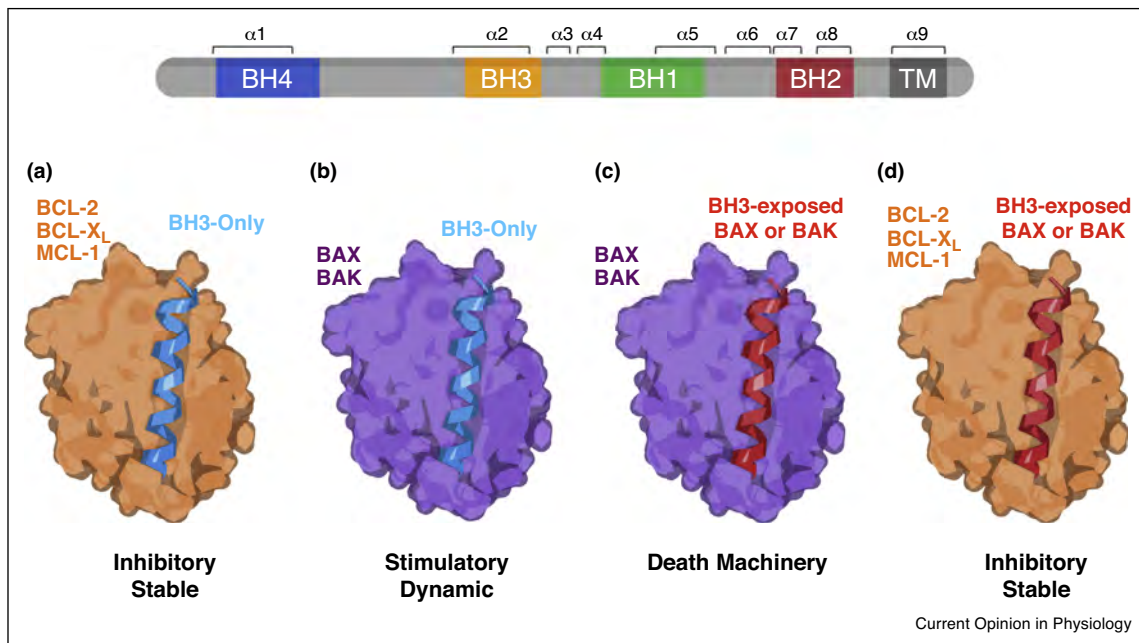 α1 α2 α3 α4 α5 α6 α7 α8 α9
BH4 BH3 BH1 BH2 TM
(a)
BCL-2
BCL-XL
MCL-1
BH3-Only
Inhibitory
Stable
(b)
BAX
BAK
BH3-Only
Stimulatory
Dynamic
(c)
BAX
BAK
BH3-exposed
BAX or BAK
Death Machinery
(d)
BCL-2
BCL-XL
MCL-1
BH3-exposed
BAX or BAK
Inhibitory
Stable
Current Opinion in Physiology